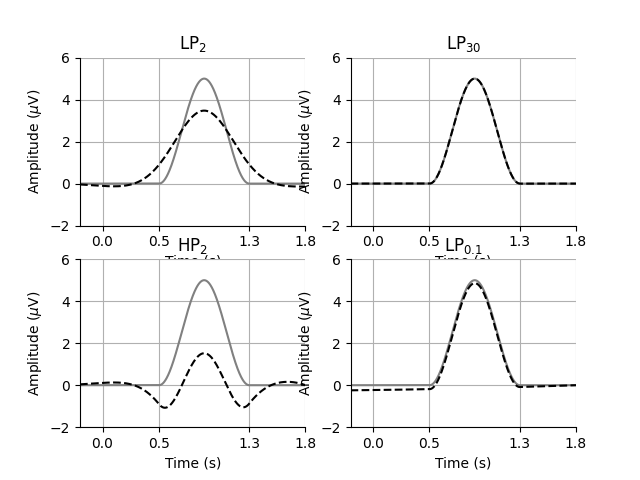 LP2 LP30
6 6
4 4
2 2
0 0
−2 −2
Amplitude (μV) Amplitude (μV)
0.0 0.5 1.3 1.8 0.0 0.5 1.3 1.8
Time (s) Time (s)
HP2 LP0.1
6 6
4 4
2 2
0 0
−2 −2
Amplitude (μV) Amplitude (μV)
0.0 0.5 1.3 1.8 0.0 0.5 1.3 1.8
Time (s) Time (s)